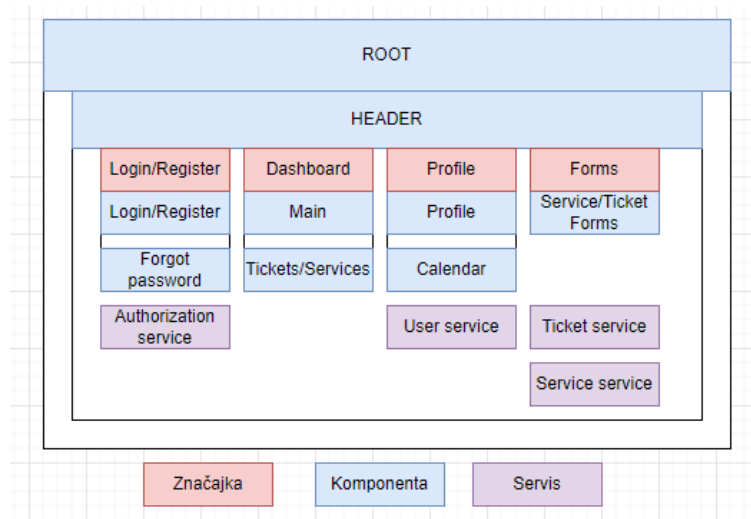 ROOT
HEADER
Login/Register
Dashboard
Profile
Forms
Login/Register
Main
Profile
Service/Ticket
Forms
Forgot
password
Tickets/Services
Calendar
Authorization
service
User service
Ticket service
Service service
Značajka
Komponenta
Servis